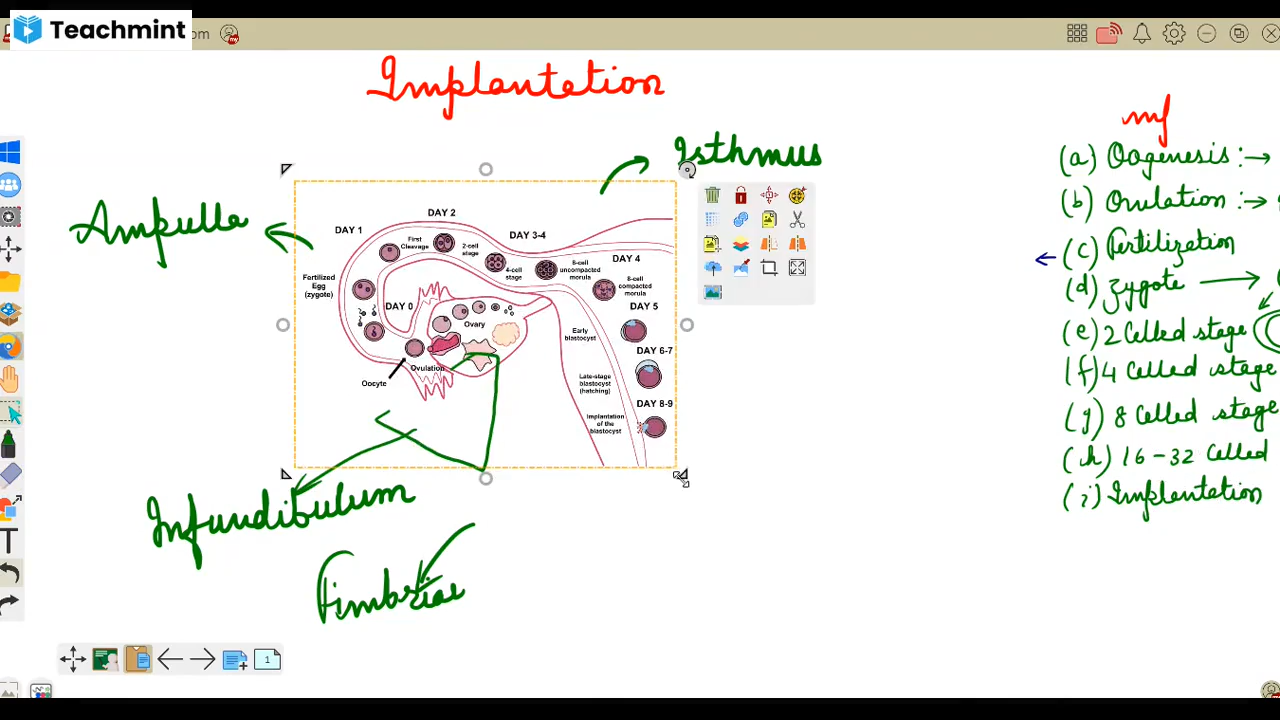 Teachmint
om
Implantation
Isthmus
Ampulla
DAY 1
DAY 2
DAY 3-4
DAY 4
DAY 5
DAY 6-7
DAY 8-9
DAY 0
First
Cleavage
2-cell
stage
4-cell
stage
8-cell
uncompacted
morula
8-cell
compacted
morula
Fertilized
Egg
(zygote)
Ovary
Early
blastocyst
Late-stage
blastocyst
(hatching)
Implantation
of the
blastocyst
Ovulation
Oocyte
Infundibulum
Fimbriae
(a) Oogenesis :→
(b) Ovulation :→
(c) Fertilization
(d) zygote
(e) 2 Celled stage
(f) 4 Celled stage
(g) 8 Celled stage
(h) 16-32 Celled
(i) Implantation
T
1